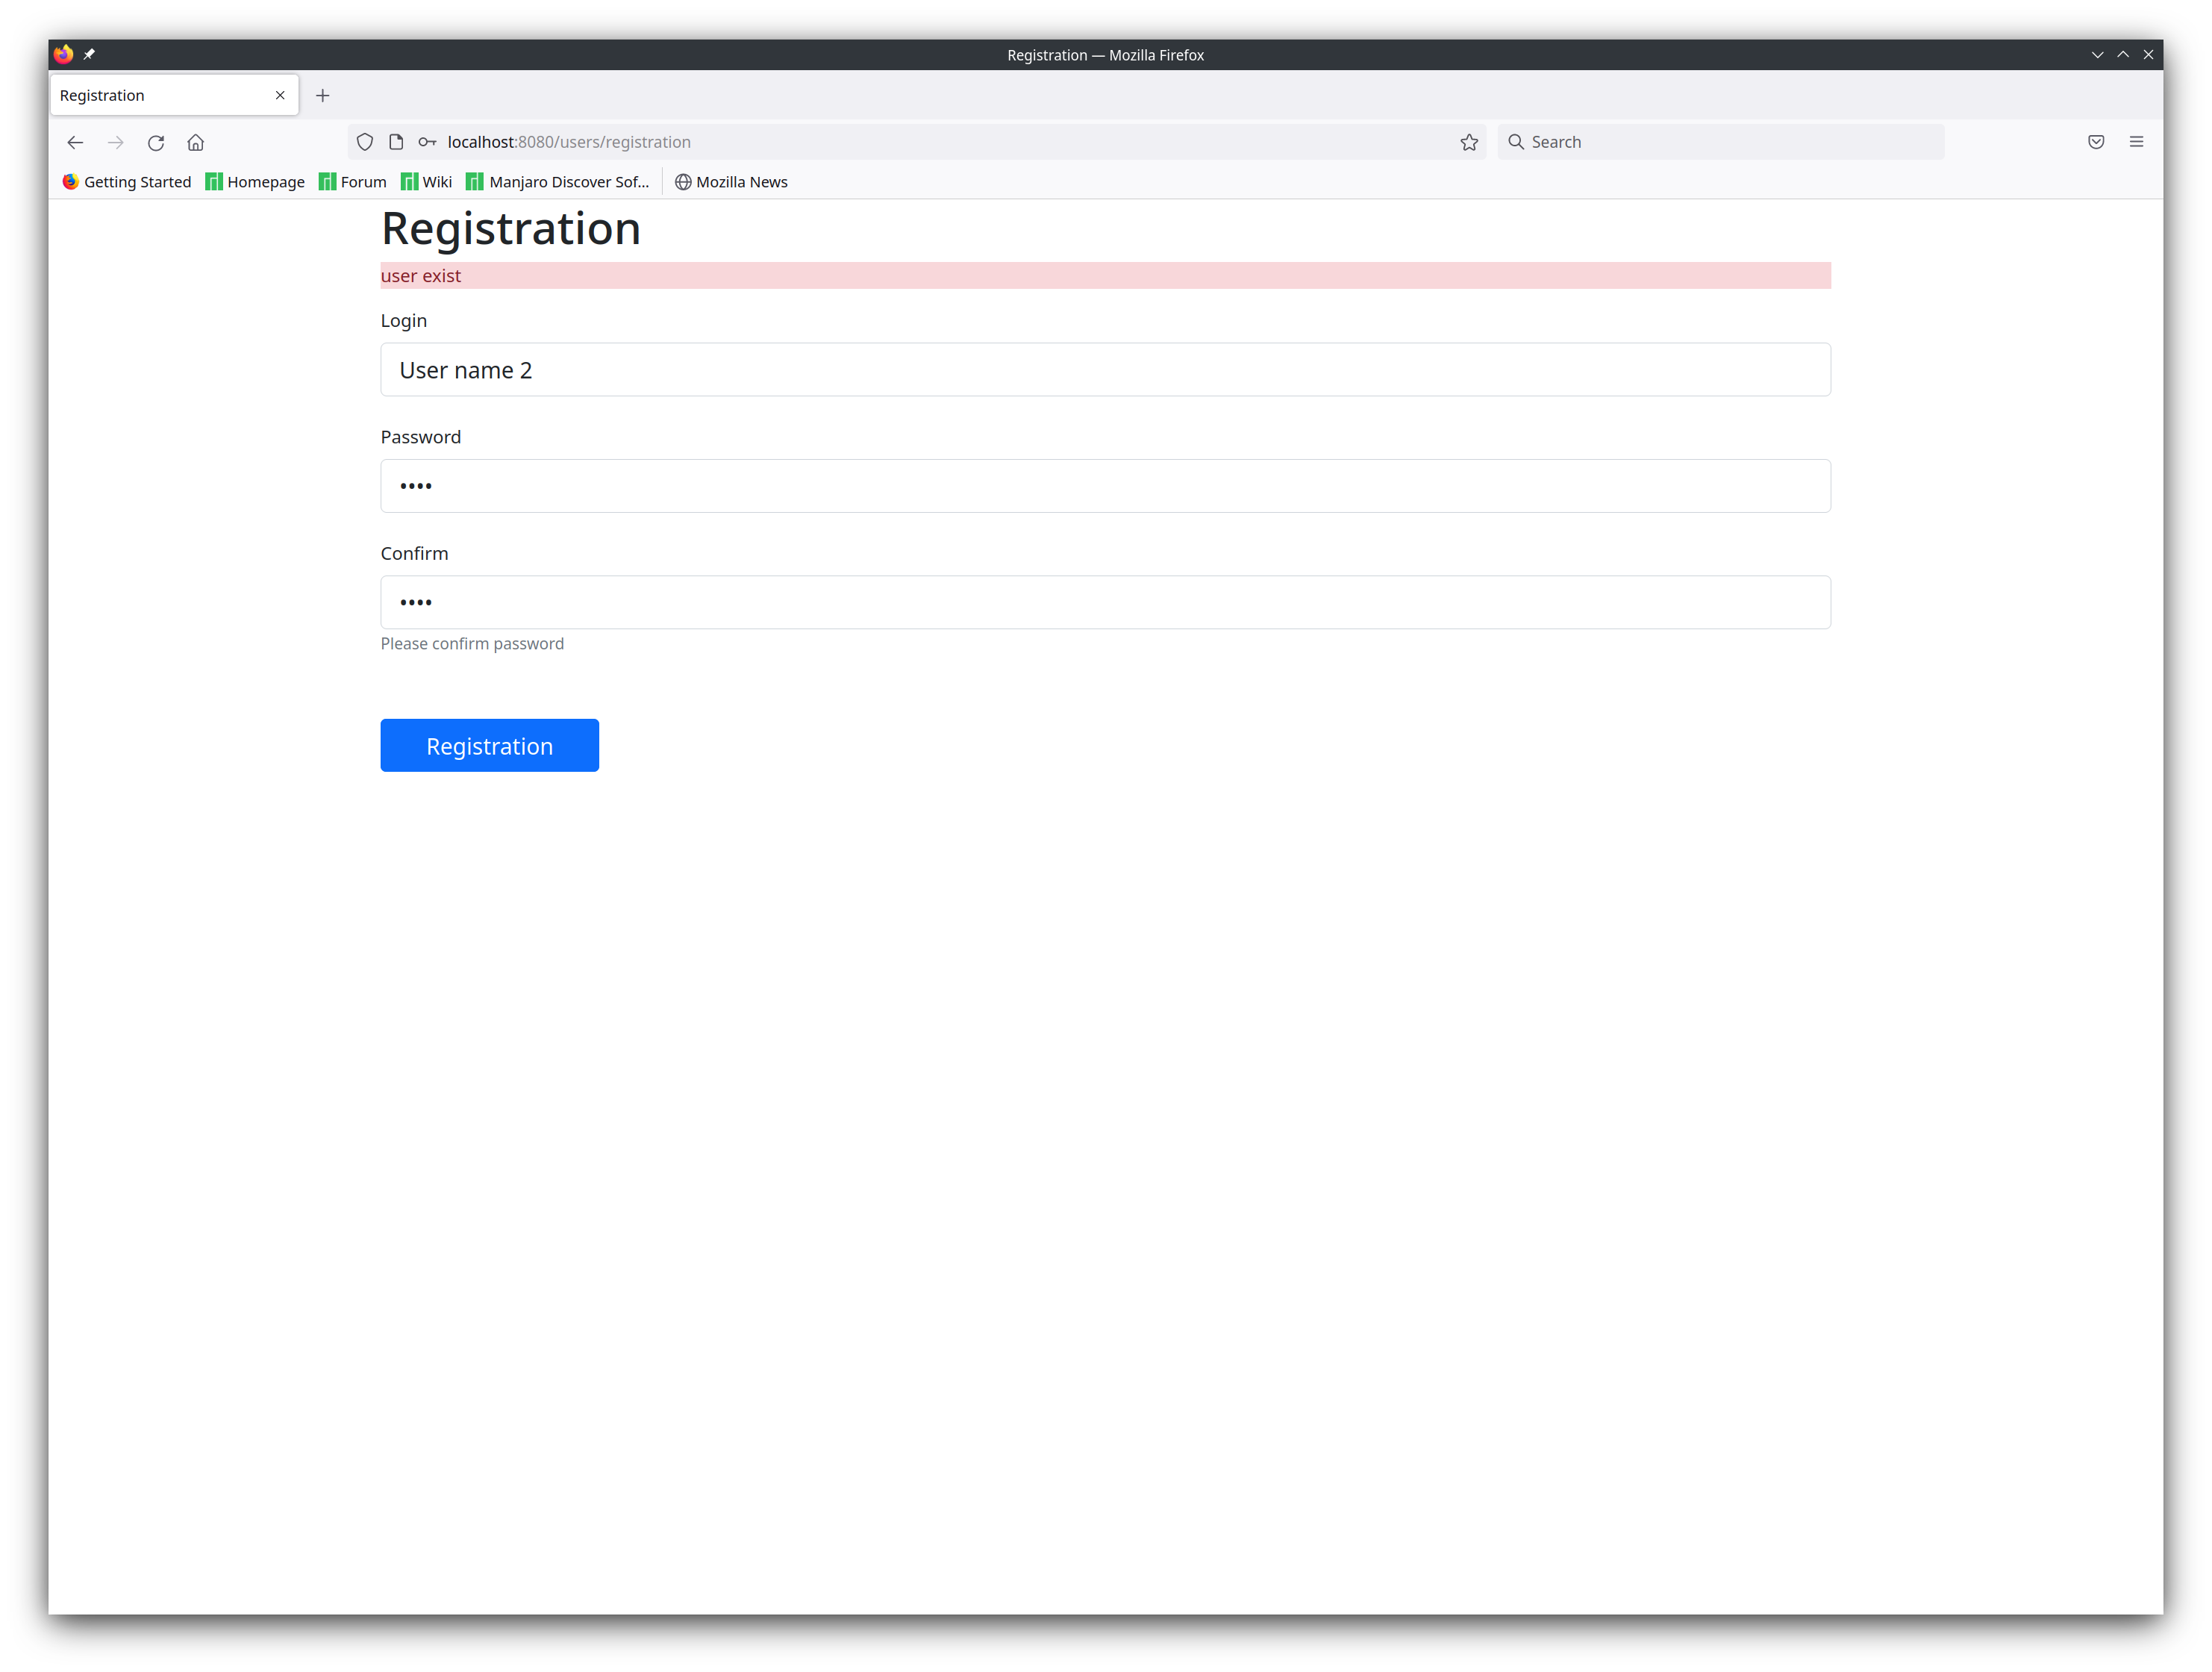 Registration — Mozilla Firefox
Registration
localhost:8080/users/registration
Search
Getting Started Homepage Forum Wiki Manjaro Discover Sof... Mozilla News
Registration
user exist
Login
User name 2
Password
••••
Confirm
••••
Please confirm password
Registration